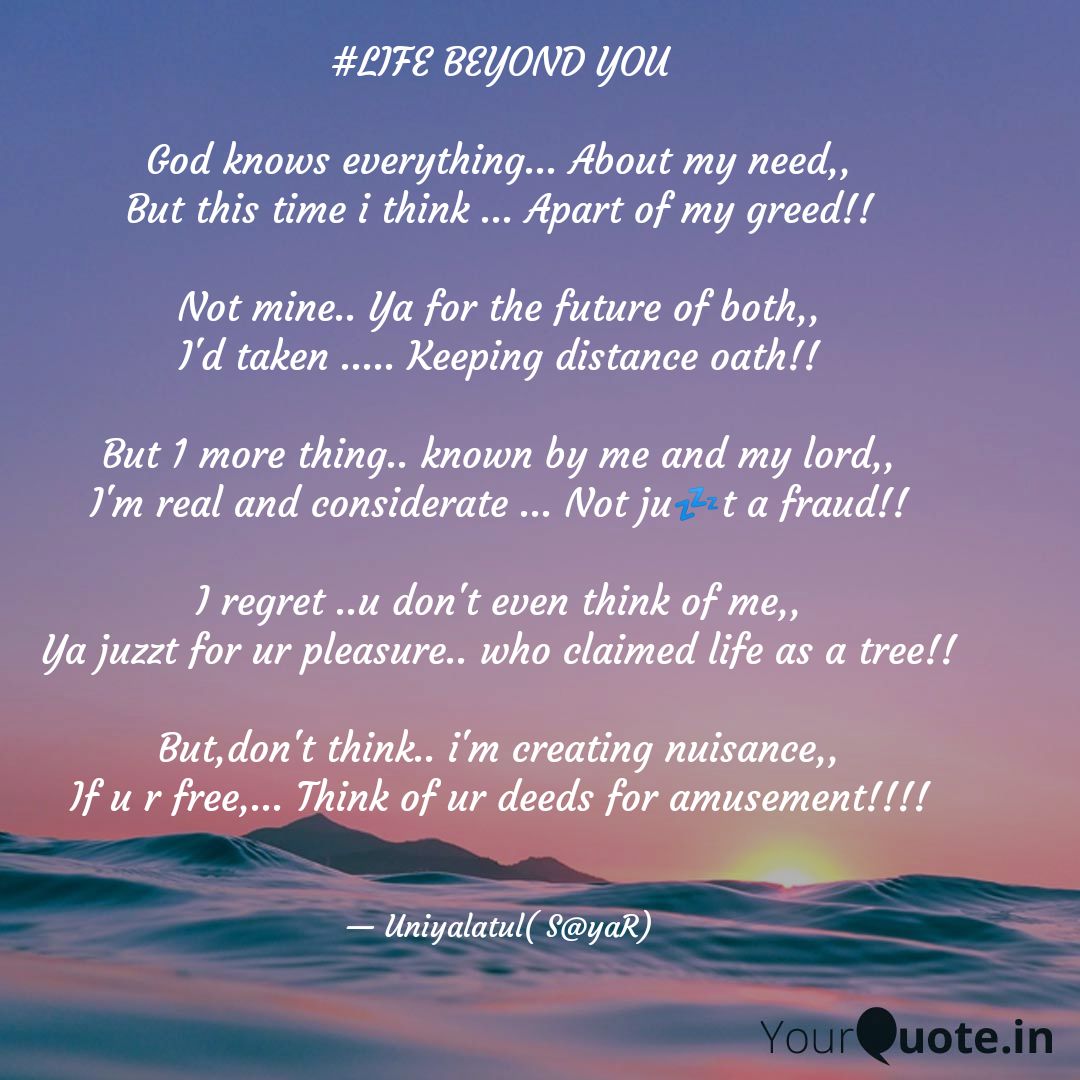 #LIFE BEYOND YOU
God knows everything... About my need,,
But this time i think ... Apart of my greed!!
Not mine.. Ya for the future of both,,
I'd taken ..... Keeping distance oath!!
But 1 more thing.. known by me and my lord,,
I'm real and considerate ... Not ju💤t a fraud!!
I regret ..u don't even think of me,,
Ya juzzt for ur pleasure.. who claimed life as a tree!!
But,don't think.. i'm creating nuisance,,
If u r free,... Think of ur deeds for amusement!!!!
— Uniyalatul( S@yaR)
YourQuote.in